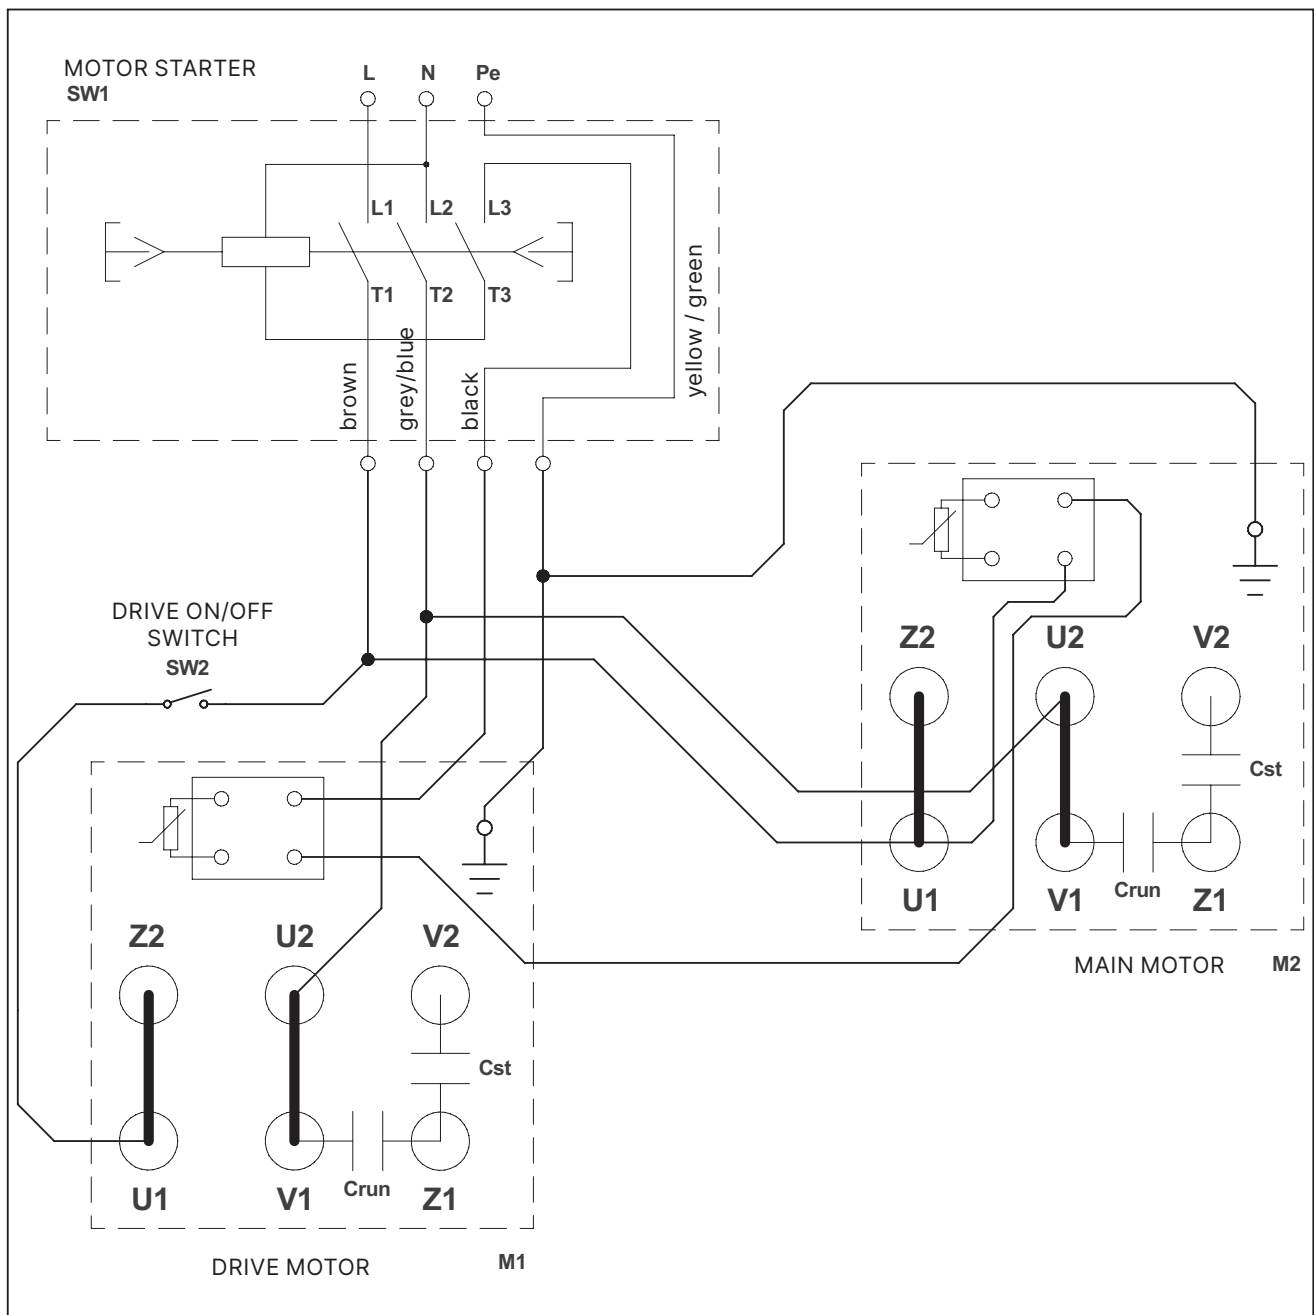 MOTOR STARTER
SW1
L
N
Pe
L1
L2
L3
T1
T2
T3
brown
grey/blue
black
yellow / green
DRIVE ON/OFF
SWITCH
SW2
Z2
U2
V2
Cst
Crun
U1
V1
Z1
MAIN MOTOR
M2
Z2
U2
V2
Cst
Crun
U1
V1
Z1
DRIVE MOTOR
M1